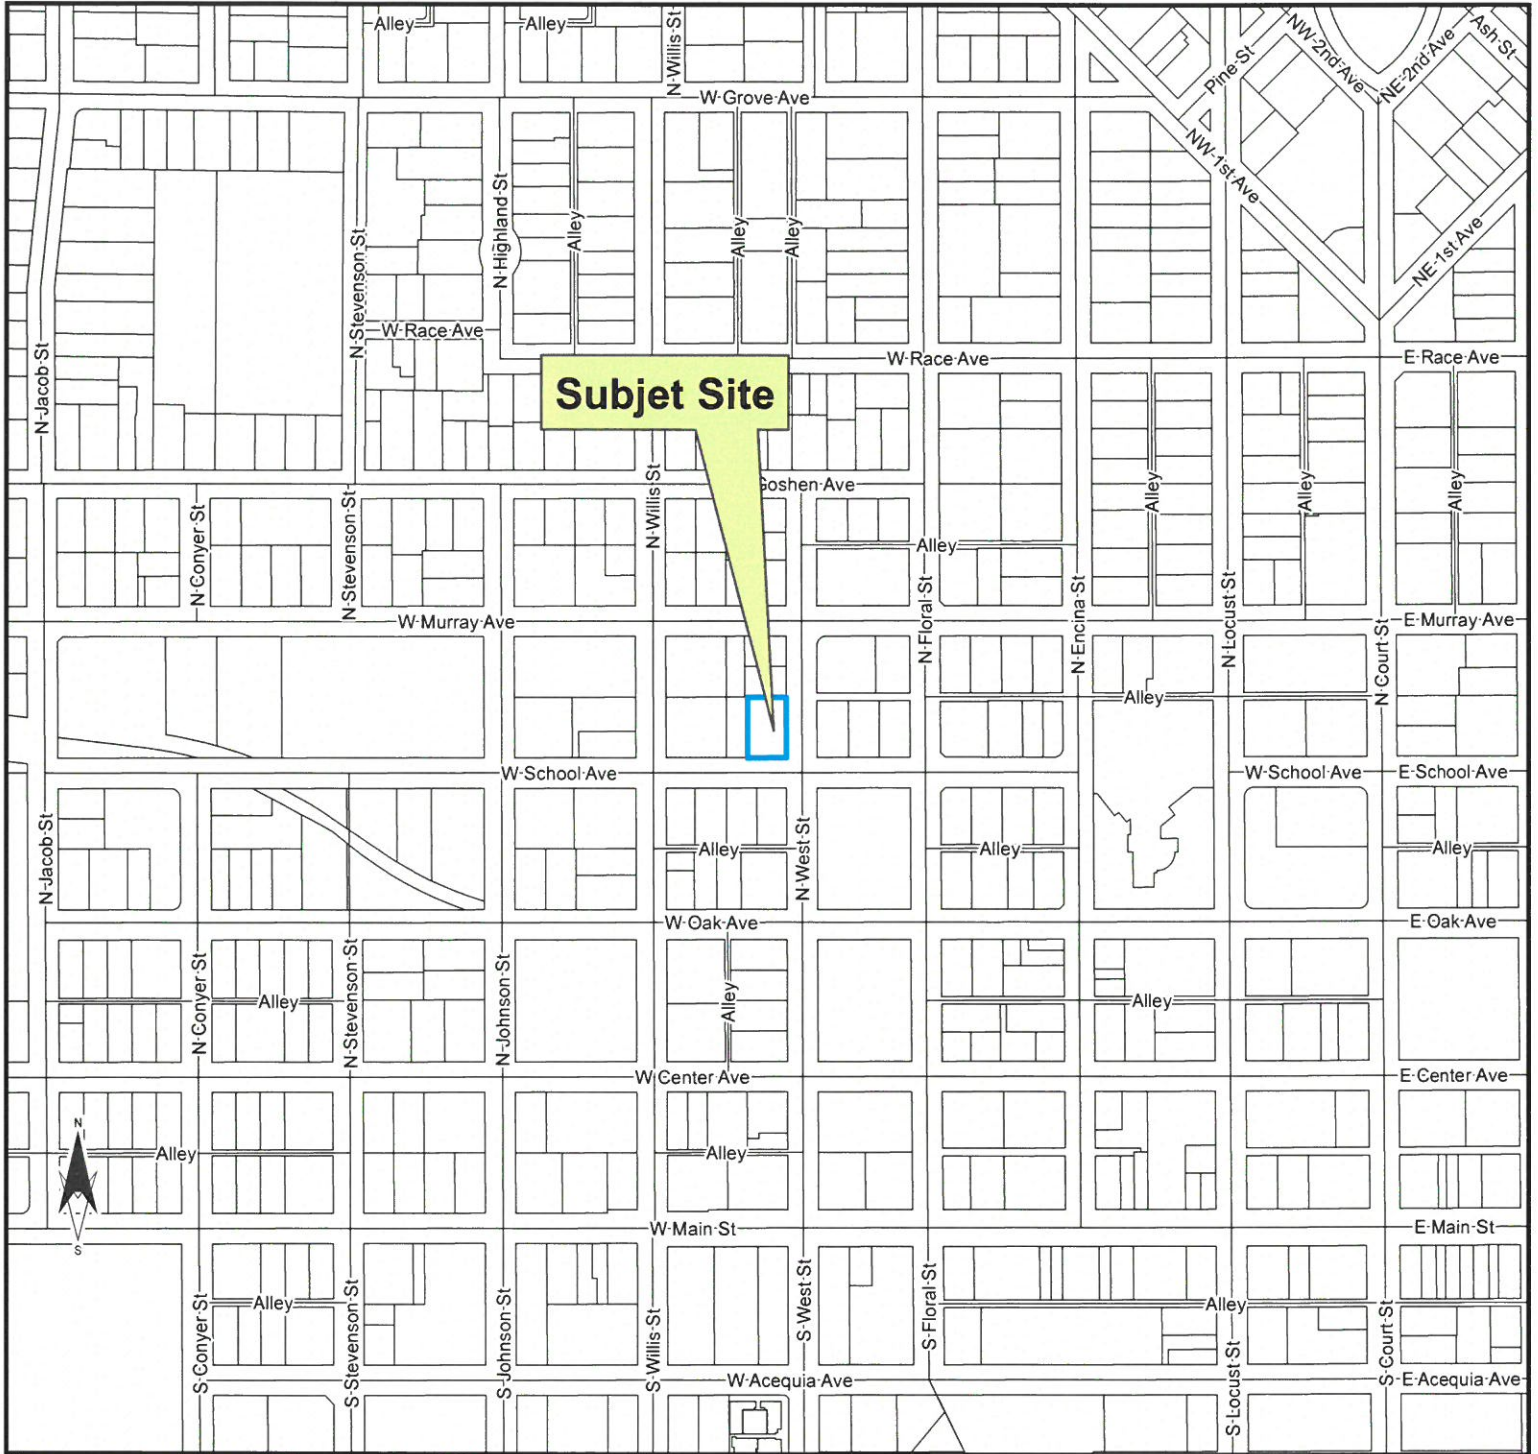 Alley
Alley
N Willis St
Pine St
NW 2nd Ave
NE 2nd Ave
Ash St
W Grove Ave
NW 1st Ave
N Stevenson St
N Highland St
Alley
Alley
Alley
NE 1st Ave
N Jacob St
W Race Ave
W Race Ave
E Race Ave
Subjet Site
Goshen Ave
N Conyer St
N Stevenson St
N Willis St
Alley
Alley
Alley
Alley
W Murray Ave
N Floral St
N Encina St
N Locust St
E Murray Ave
N Court St
Alley
W School Ave
W School Ave
E School Ave
N Jacob St
Alley
N West St
Alley
Alley
W Oak Ave
E Oak Ave
N Conyer St
Alley
N Stevenson St
N Johnson St
Alley
Alley
W Center Ave
E Center Ave
N
Alley
Alley
S
W Main St
E Main St
S Conyer St
Alley
S Stevenson St
S Johnson St
S Willis St
S West St
S Floral St
Alley
S Locust St
S Court St
W Acequia Ave
E Acequia Ave